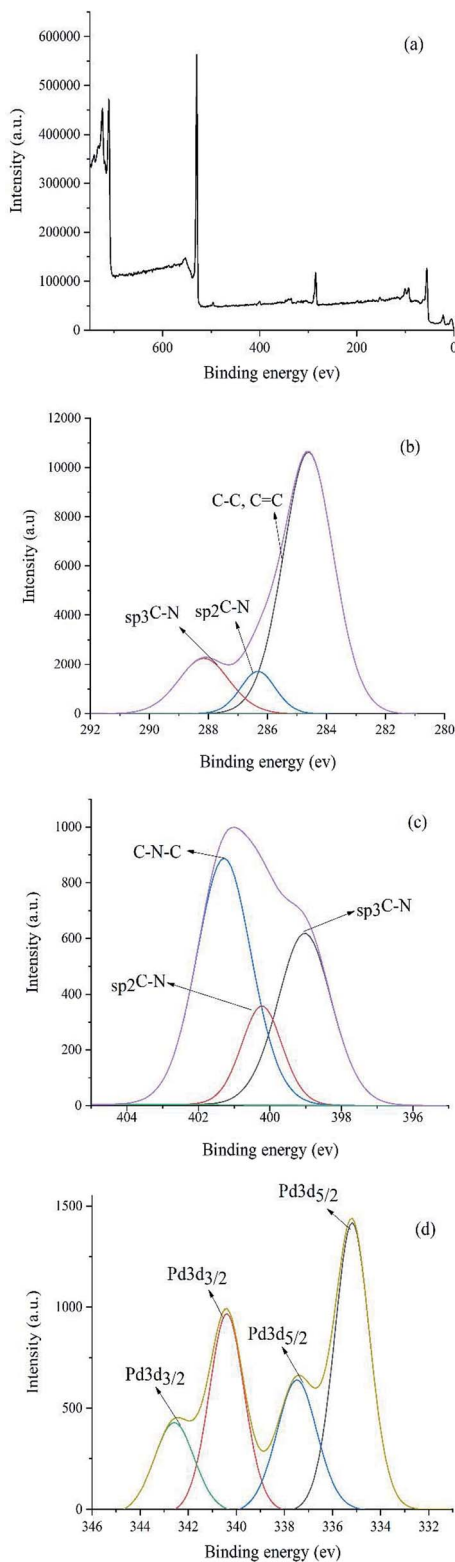 (a)
600000
500000
400000
300000
200000
100000
0
Intensity (a.u.)
600 400 200 0
Binding energy (ev)
(b)
12000
10000
8000
6000
4000
2000
0
Intensity (a.u)
C-C, C=C
sp2C-N
sp3C-N
292 290 288 286 284 282 280
Binding energy (ev)
(c)
1000
800
600
400
200
0
Intensity (a.u.)
C-N-C
sp3C-N
sp2C-N
404 402 400 398 396
Binding energy (ev)
(d)
1500
1000
500
0
Intensity (a.u.)
Pd3d5/2
Pd3d3/2
Pd3d5/2
Pd3d3/2
346 344 342 340 338 336 334 332
Binding energy (ev)